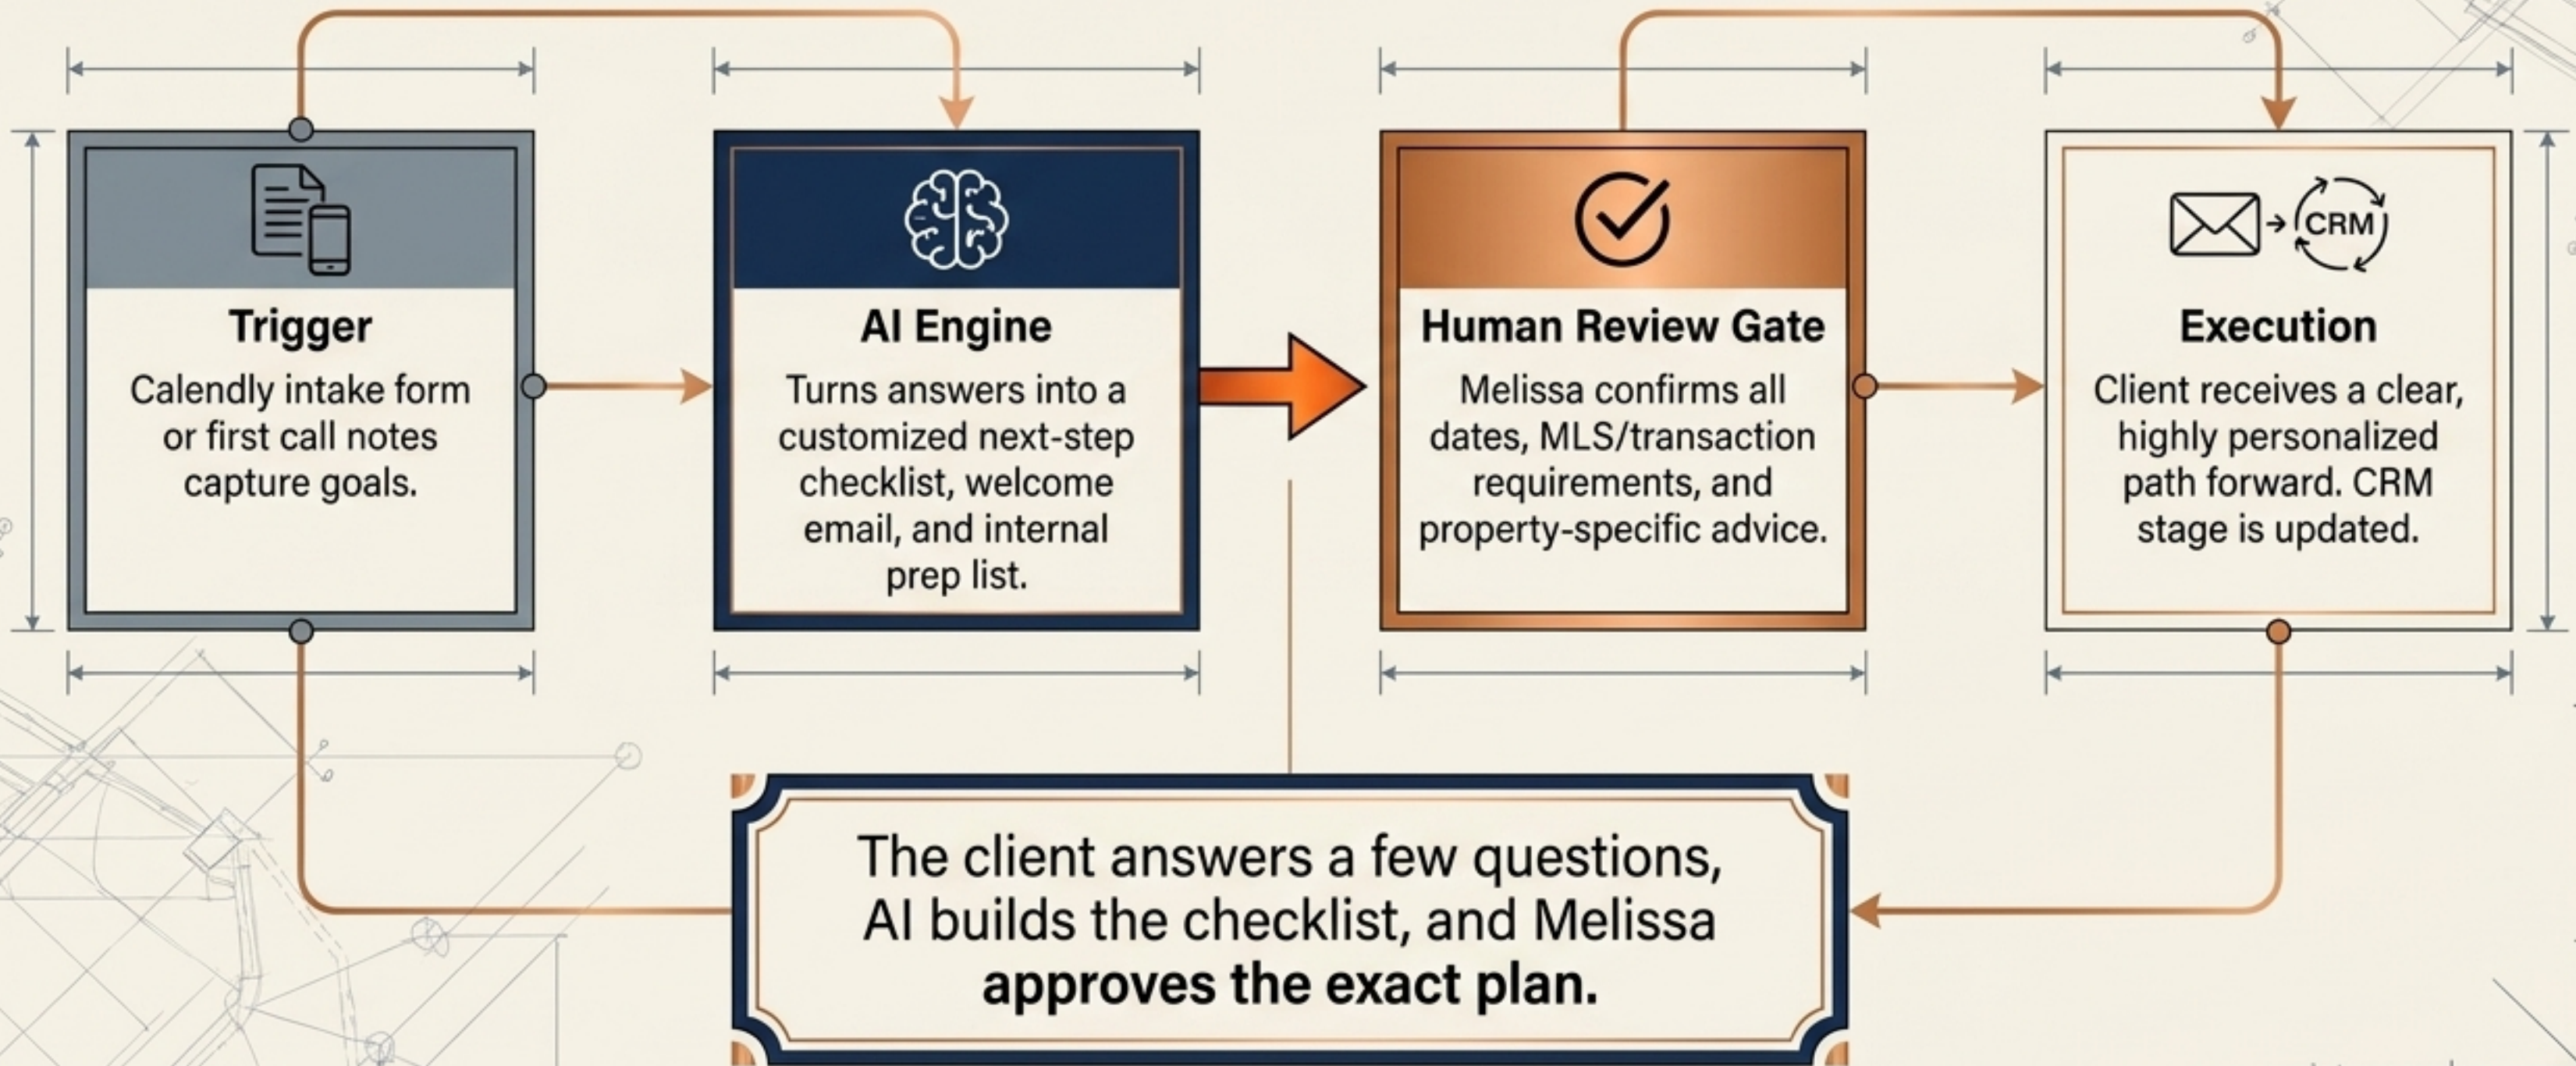 Trigger
Calendly intake form
or first call notes
capture goals.
AI Engine
Turns answers into a
customized next-step
checklist, welcome
email, and internal
prep list.
Human Review Gate
Melissa confirms all
dates, MLS/transaction
requirements, and
property-specific advice.
CRM
Execution
Client receives a clear,
highly personalized
path forward. CRM
stage is updated.
The client answers a few questions,
AI builds the checklist, and Melissa
approves the exact plan.